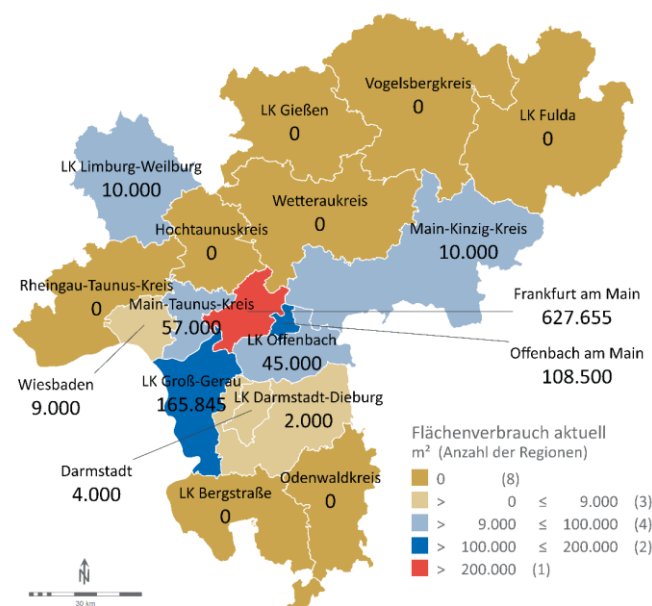 Vogelsbergkreis
0
LK Gießen
0
LK Fulda
0
LK Limburg-Weilburg
10.000
Wetteraukreis
0
Hochtaunuskreis
0
Main-Kinzig-Kreis
10.000
Rheingau-Taunus-Kreis
0
Main-Taunus-Kreis
57.000
Frankfurt am Main
627.655
LK Offenbach
45.000
Offenbach am Main
108.500
Wiesbaden
9.000
LK Groß-Gerau
165.845
LK Darmstadt-Dieburg
2.000
Darmstadt
4.000
LK Bergstraße
0
Odenwaldkreis
0
Flächenverbrauch aktuell
m² (Anzahl der Regionen)
0 (8)
> 0 ≤ 9.000 (3)
> 9.000 ≤ 100.000 (4)
> 100.000 ≤ 200.000 (2)
> 200.000 (1)
N
30 km